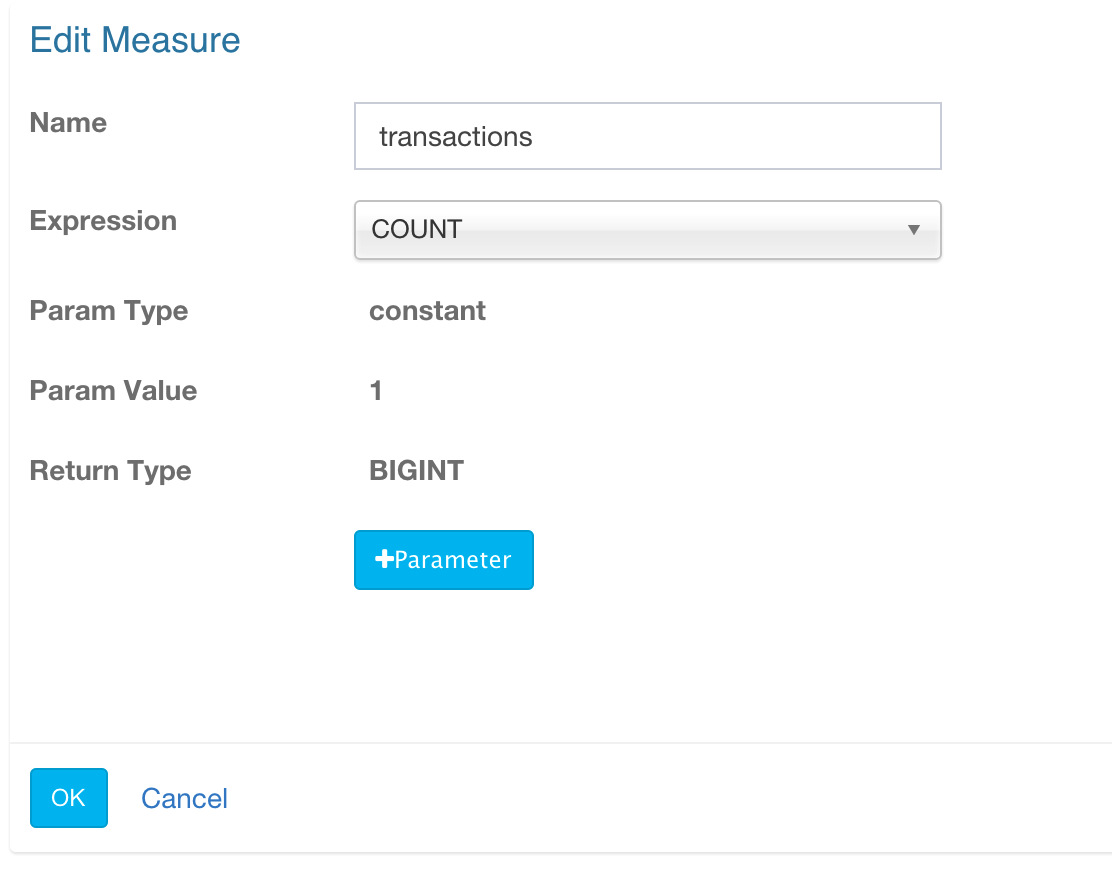 Edit Measure
Name transactions
Expression COUNT
Param Type constant
Param Value 1
Return Type BIGINT
+Parameter
OK Cancel